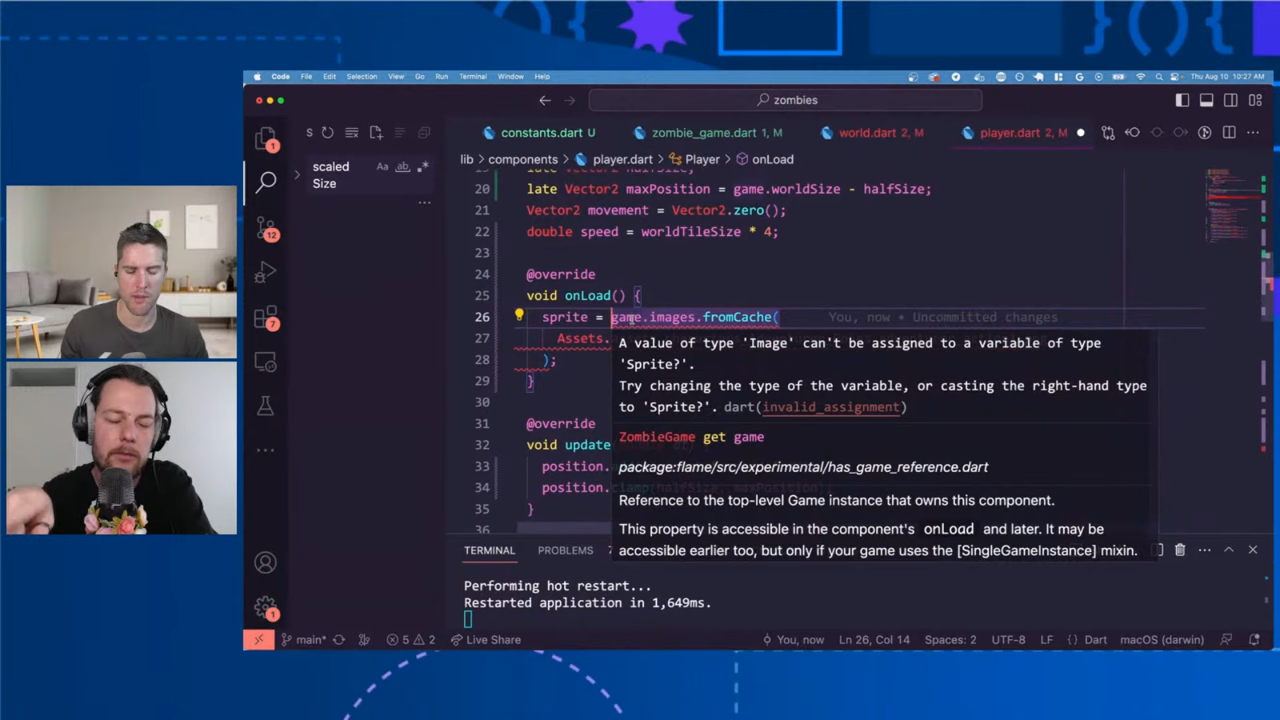 Code File Edit Selection View Go Run Terminal Window Help Thu Aug 10 10:27 AM
zombies
S
scaled
Size
Aa ab .*
constants.dart U zombie_game.dart 1, M world.dart 2, M player.dart 2, M
lib > components > player.dart > Player > onLoad
20 late Vector2 maxPosition = game.worldSize - halfSize;
21 Vector2 movement = Vector2.zero();
22 double speed = worldTileSize * 4;
23
24 @override
25 void onLoad() {
26 sprite = game.images.fromCache( You, now • Uncommitted changes
27 Assets.
28 );
29 }
30
31 @override
32 void update
33 position.
34 position.
35 }
36
A value of type 'Image' can't be assigned to a variable of type
'Sprite?'.
Try changing the type of the variable, or casting the right-hand type
to 'Sprite?'. dart(invalid_assignment)
ZombieGame get game
package:flame/src/experimental/has_game_reference.dart
Reference to the top-level Game instance that owns this component.
This property is accessible in the component's onLoad and later. It may be
accessible earlier too, but only if your game uses the [SingleGameInstance] mixin.
TERMINAL PROBLEMS 7
Performing hot restart...
Restarted application in 1,649ms.
1
12
7
1
main* 5 2 Live Share You, now Ln 26, Col 14 Spaces: 2 UTF-8 LF { } Dart macOS (darwin)